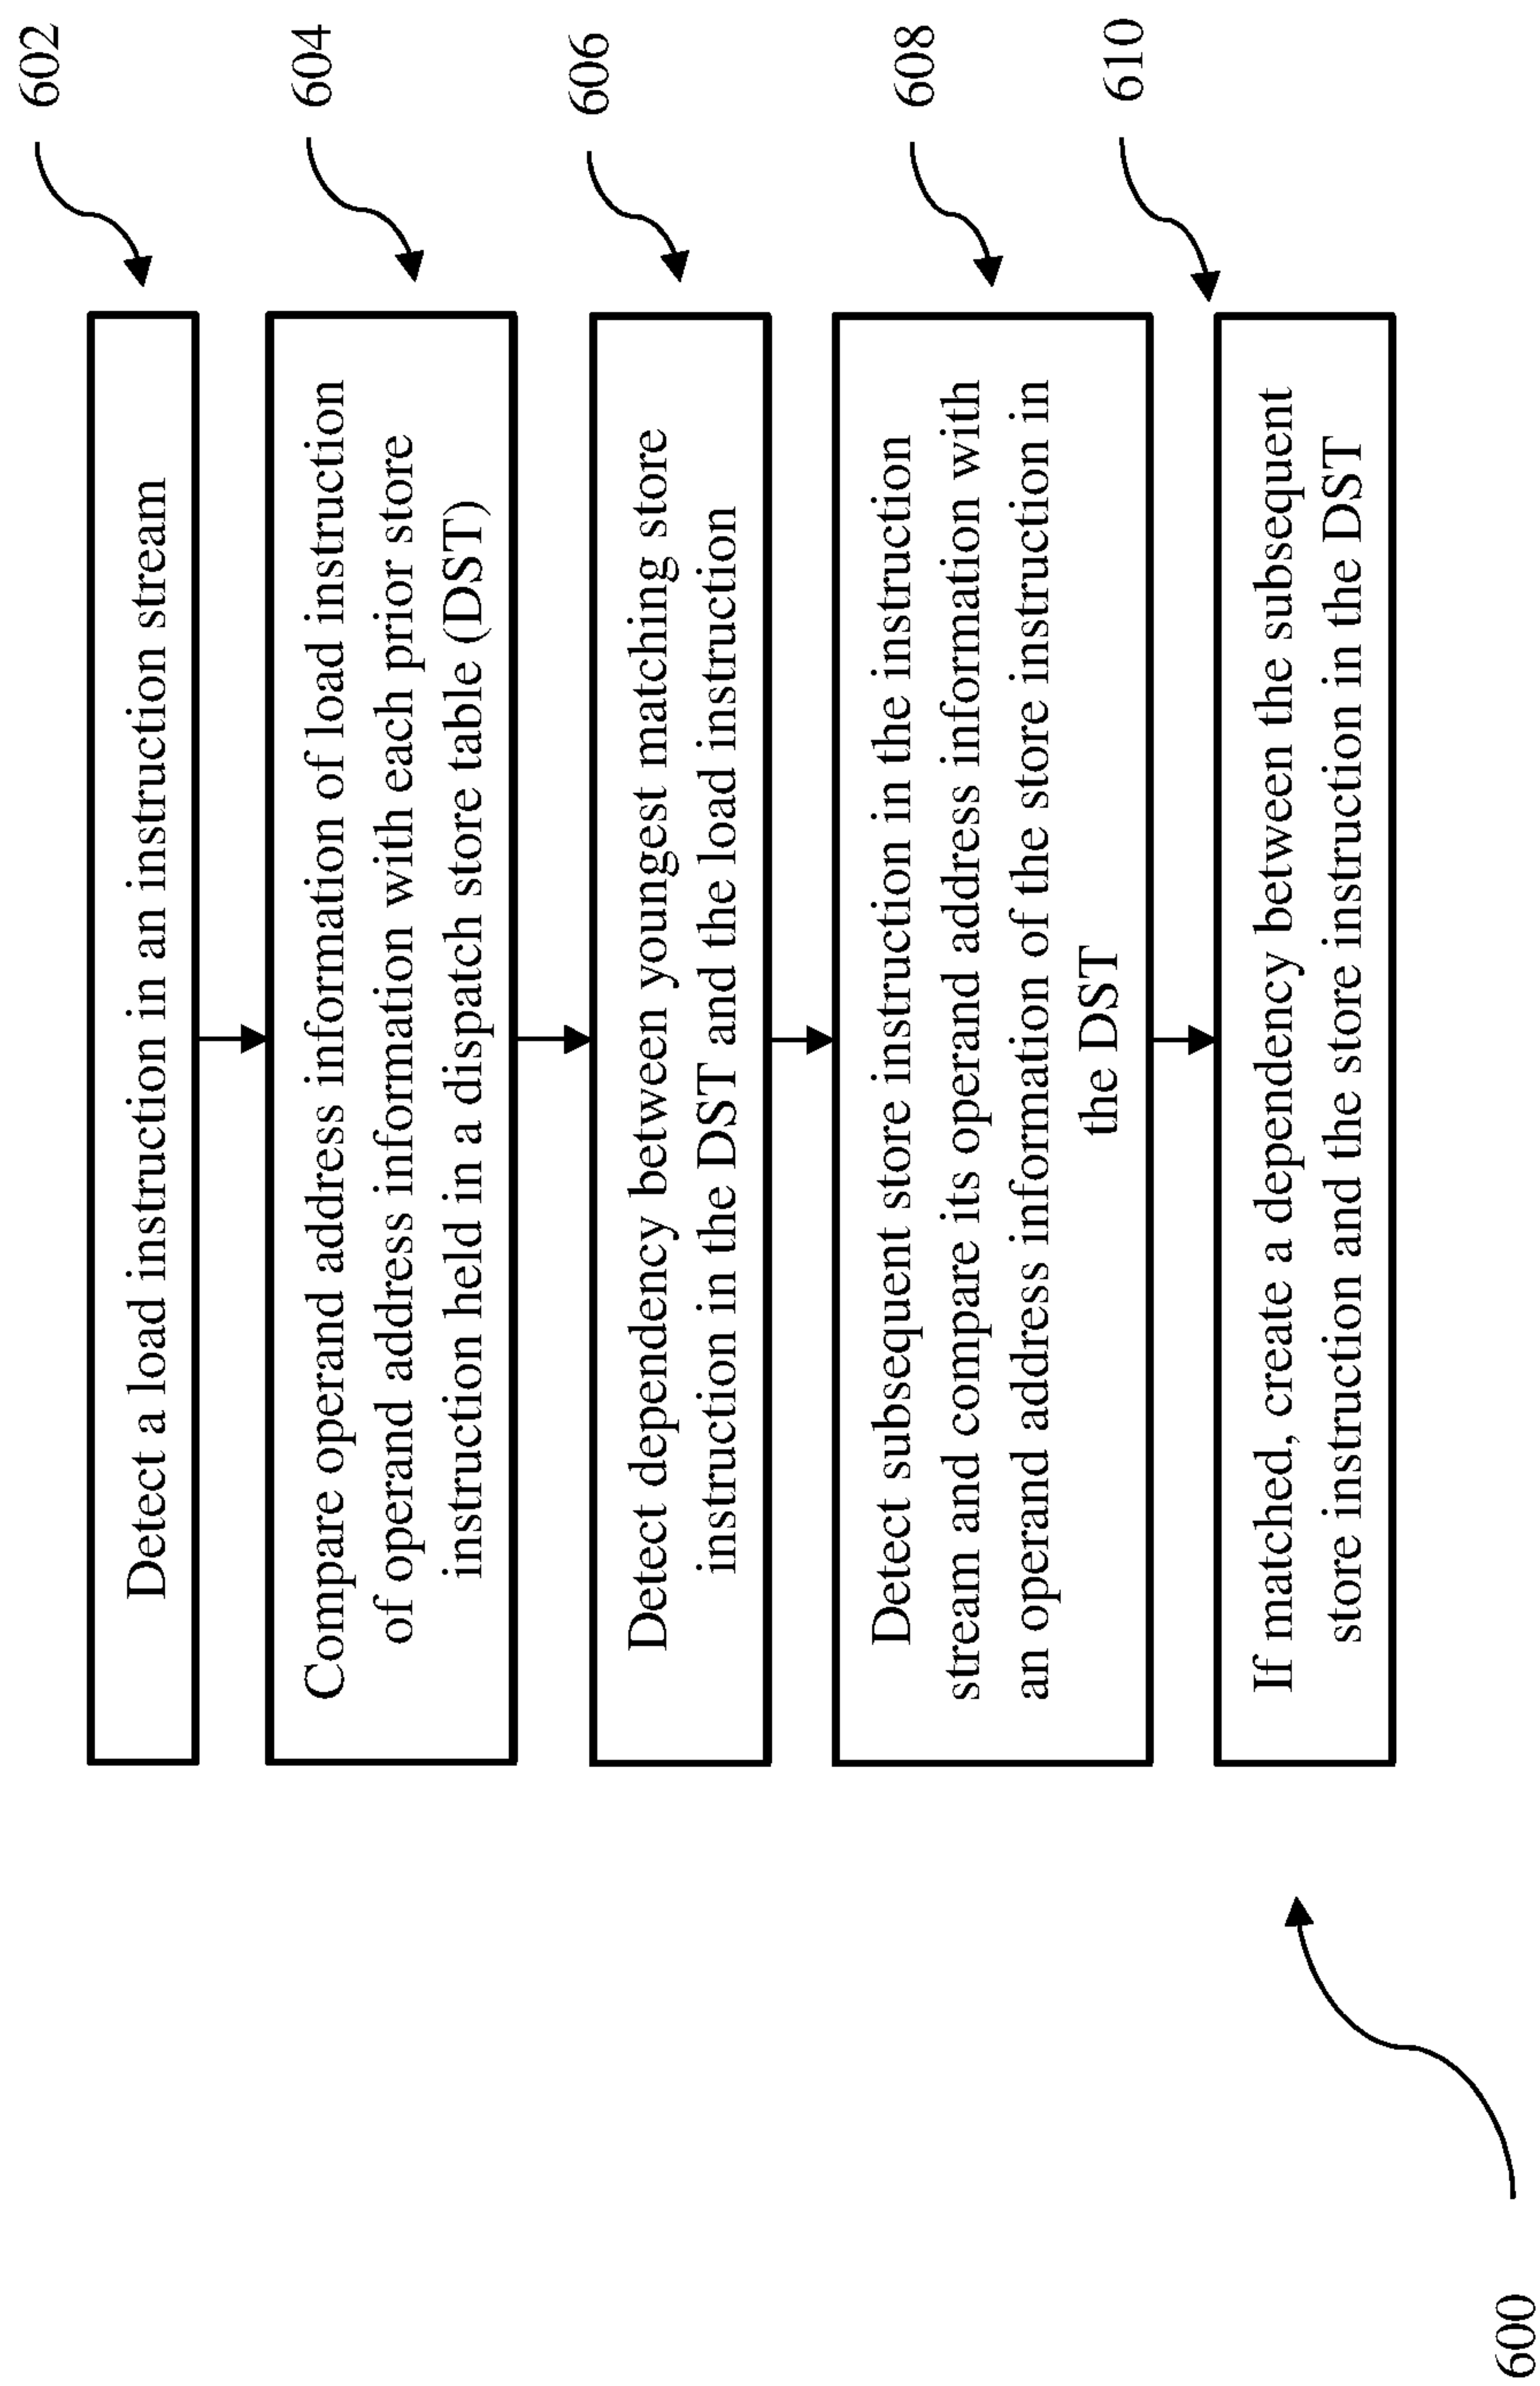 602
Detect a load instruction in an instruction stream
604
Compare operand address information of load instruction
of operand address information with each prior store
instruction held in a dispatch store table (DST)
606
Detect dependency between youngest matching store
instruction in the DST and the load instruction
608
Detect subsequent store instruction in the instruction
stream and compare its operand address information with
an operand address information of the store instruction in
the DST
610
If matched, create a dependency between the subsequent
store instruction and the store instruction in the DST
600